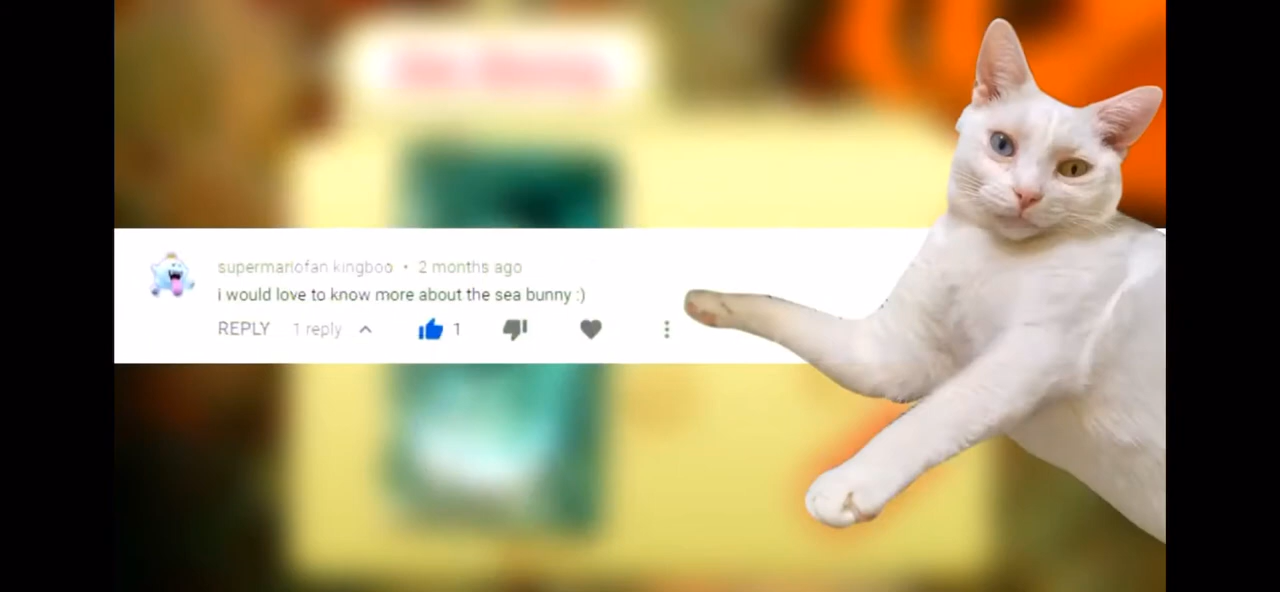 supermariofan kingboo • 2 months ago
i would love to know more about the sea bunny :)
REPLY 1 reply 1